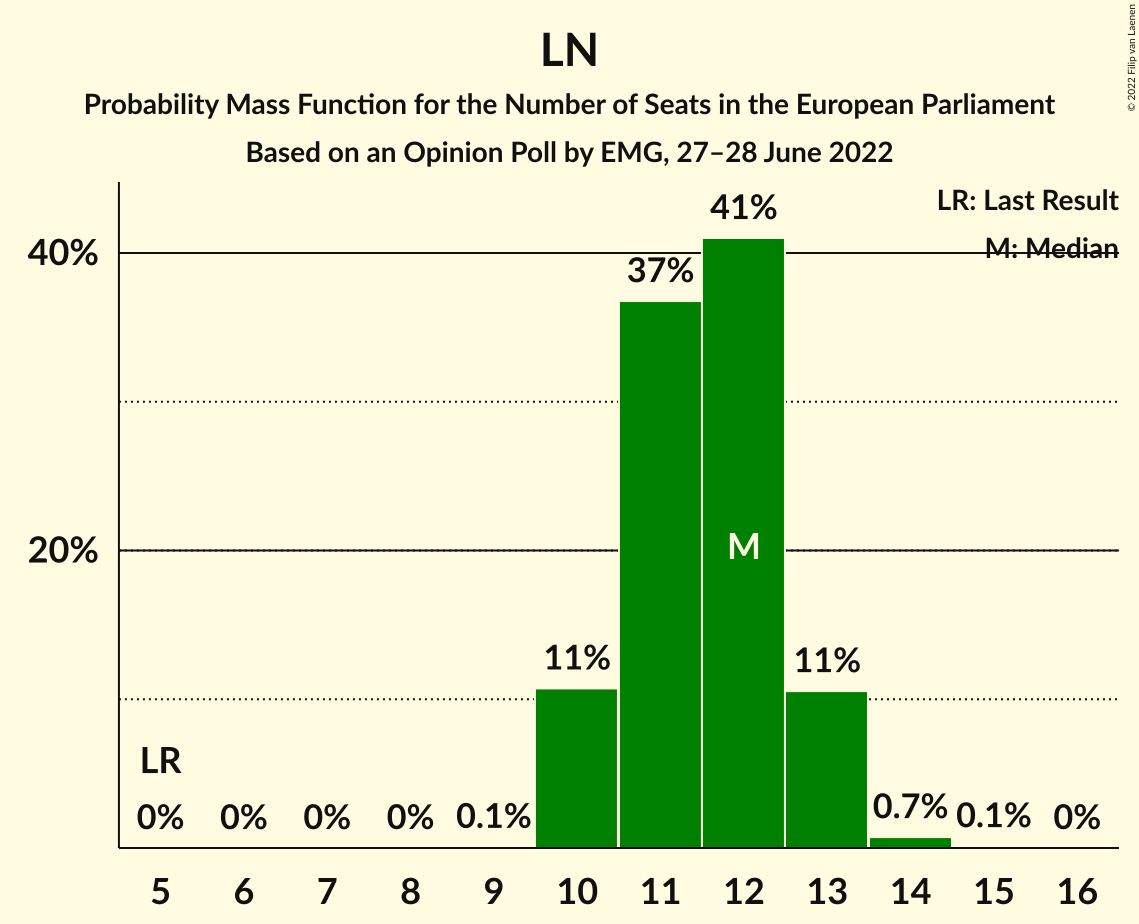 LN
Probability Mass Function for the Number of Seats in the European Parliament
Based on an Opinion Poll by EMG, 27–28 June 2022
© 2022 Filip van Laenen
LR: Last Result
M: Median
40%
20%
41%
37%
M
11%
11%
LR
0%
0%
0%
0%
0.1%
0.7%
0.1%
0%
5 6 7 8 9 10 11 12 13 14 15 16